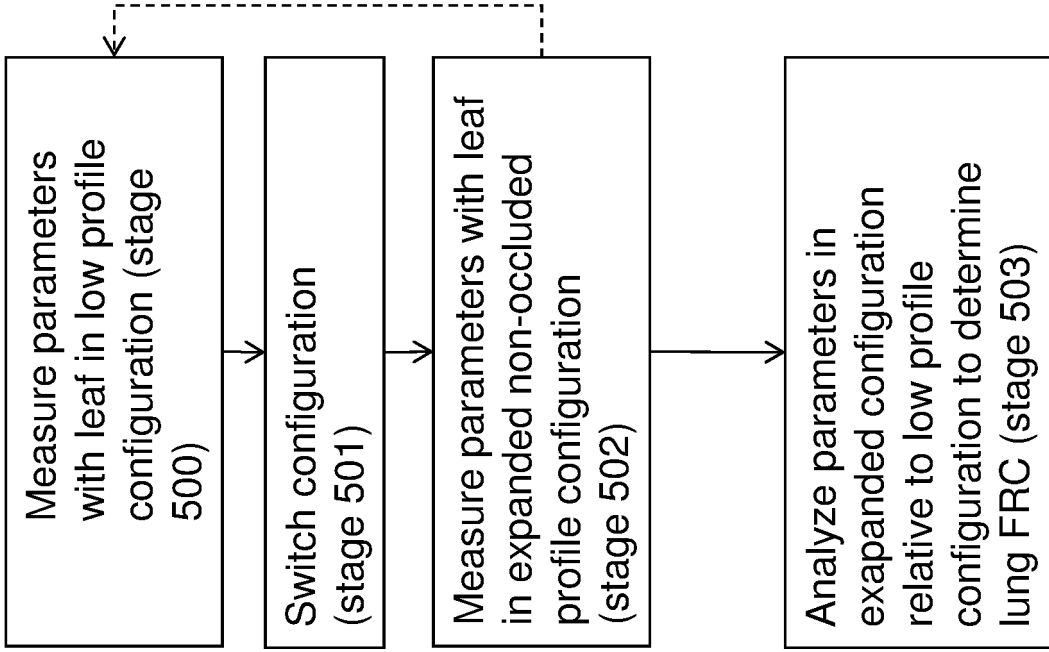 Measure parameters
with leaf in low profile
configuration (stage
500)
Switch configuration
(stage 501)
Measure parameters with leaf
in expanded non-occluded
profile configuration
(stage 502)
Analyze parameters in
exapanded configuration
relative to low profile
configuration to determine
lung FRC (stage 503)